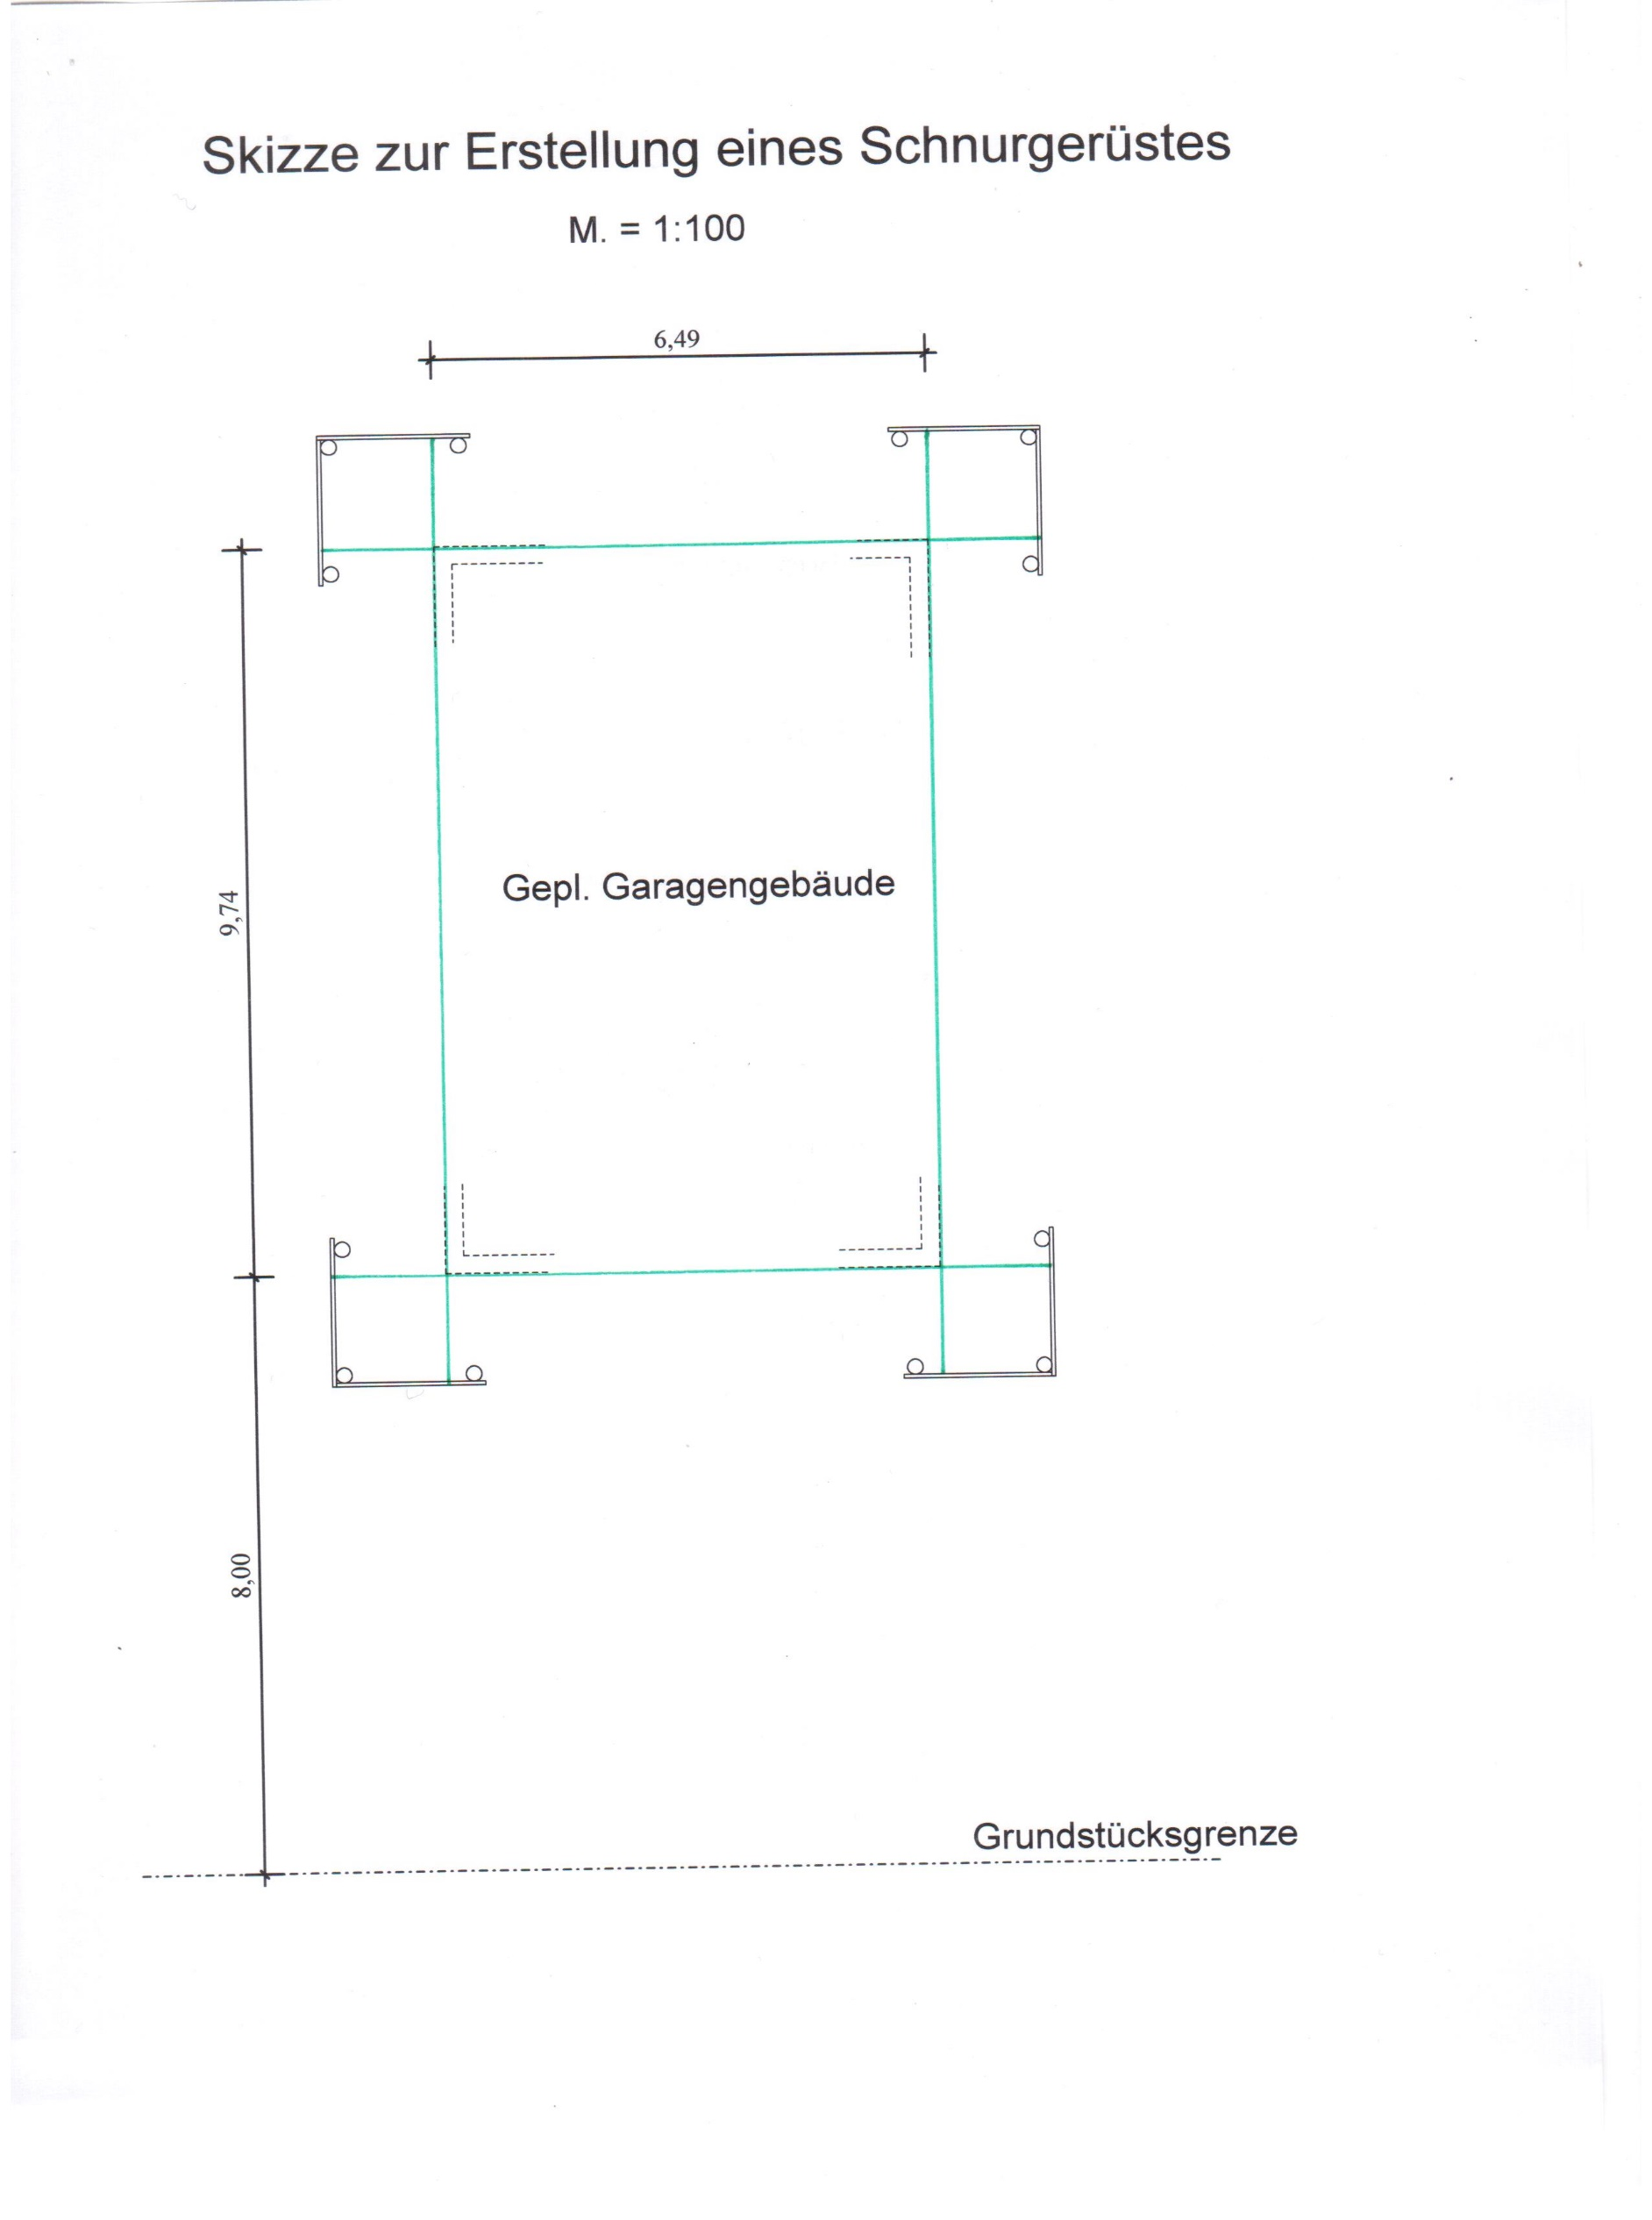 Skizze zur Erstellung eines Schnurgerüstes
M. = 1:100
6,49
9,74
Gepl. Garagengebäude
8,00
Grundstücksgrenze